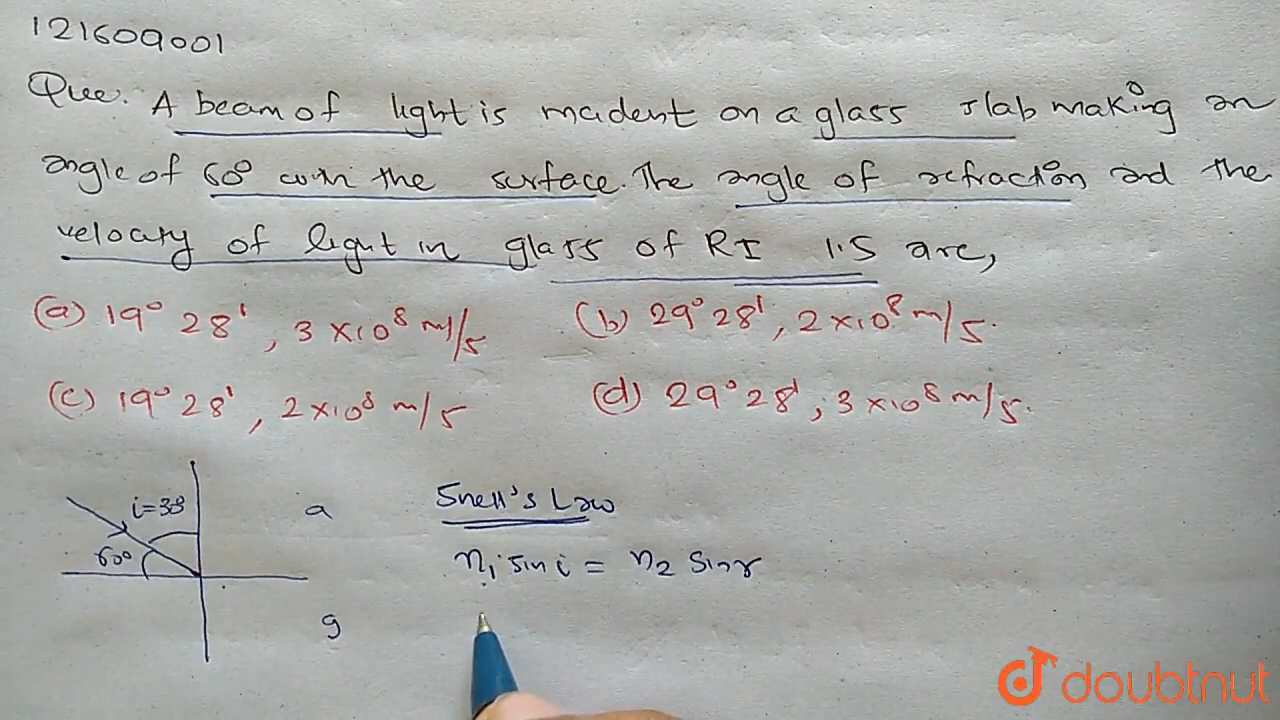 121609001
Que. A beam of light is incident on a glass slab making an
angle of 60° with the surface. The angle of refraction and the
velocity of light in glass of RI 1.5 are,
(a) 19° 28', 3×10⁸ m/s (b) 29° 28', 2×10⁸ m/s.
(c) 19° 28', 2×10⁸ m/s (d) 29° 28', 3×10⁸ m/s.
i=30 a Snell's Law
60° n₁ sin i = n₂ sin r
g
doubtnut